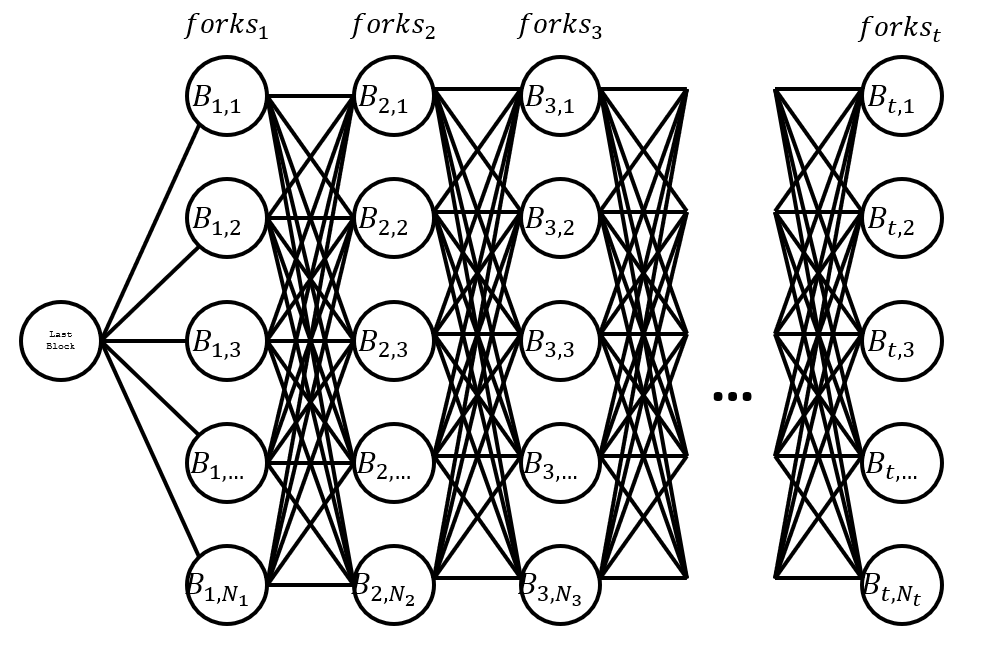 forks₁ forks₂ forks₃ forksₜ
B₁,₁ B₂,₁ B₃,₁ Bₜ,₁
B₁,₂ B₂,₂ B₃,₂ Bₜ,₂
Last
Block
B₁,₃ B₂,₃ B₃,₃ Bₜ,₃
...
B₁,... B₂,... B₃,... Bₜ,...
B₁,N₁ B₂,N₂ B₃,N₃ Bₜ,Nₜ